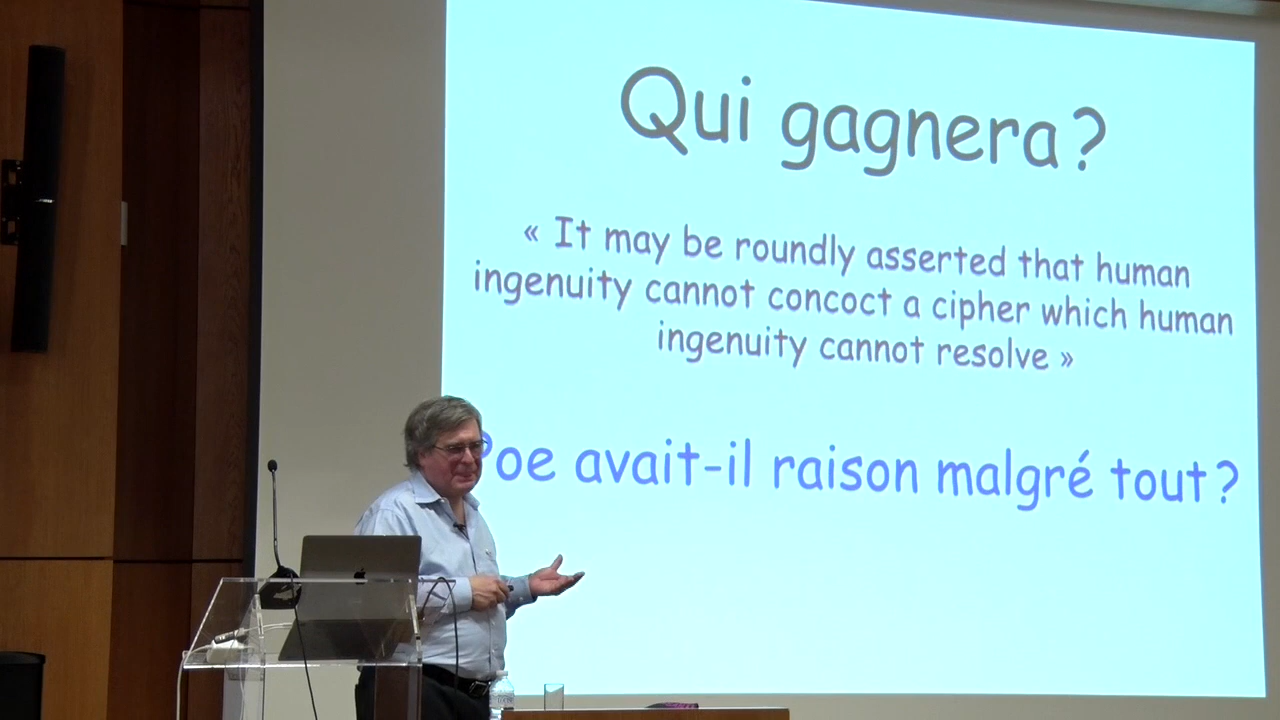 Qui gagnera ?
« It may be roundly asserted that human
ingenuity cannot concoct a cipher which human
ingenuity cannot resolve »
Poe avait-il raison malgré tout ?